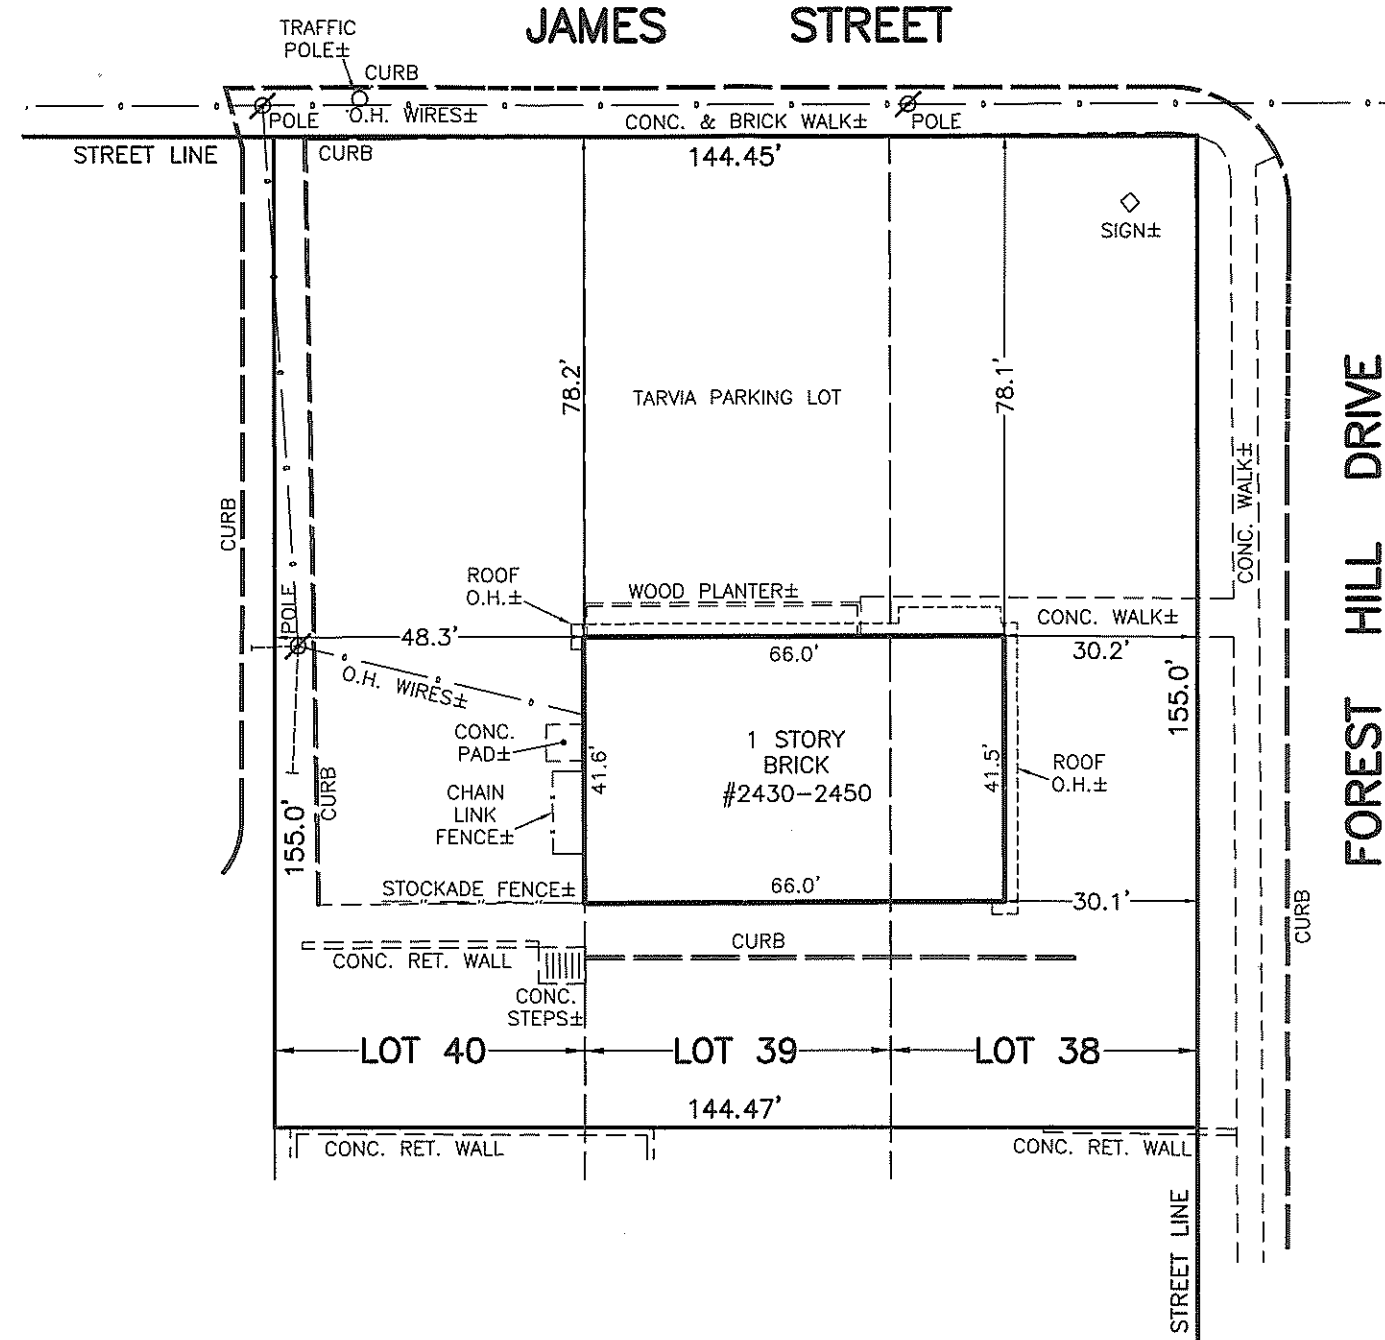 JAMES STREET
TRAFFIC
POLE±
CURB
POLE
O.H. WIRES±
CONC. & BRICK WALK±
POLE
STREET LINE
CURB
144.45'
SIGN±
78.2'
TARVIA PARKING LOT
78.1'
FOREST HILL DRIVE
CURB
CONC. WALK±
ROOF
O.H.±
WOOD PLANTER±
POLE
CONC. WALK±
48.3'
66.0'
30.2'
155.0'
O.H. WIRES±
CONC.
PAD±
41.6'
1 STORY
BRICK
#2430-2450
41.5'
ROOF
O.H.±
CHAIN
LINK
FENCE±
155.0'
CURB
STOCKADE FENCE±
66.0'
30.1'
CURB
CURB
CONC. RET. WALL
CONC.
STEPS±
LOT 40
LOT 39
LOT 38
144.47'
CONC. RET. WALL
CONC. RET. WALL
STREET LINE